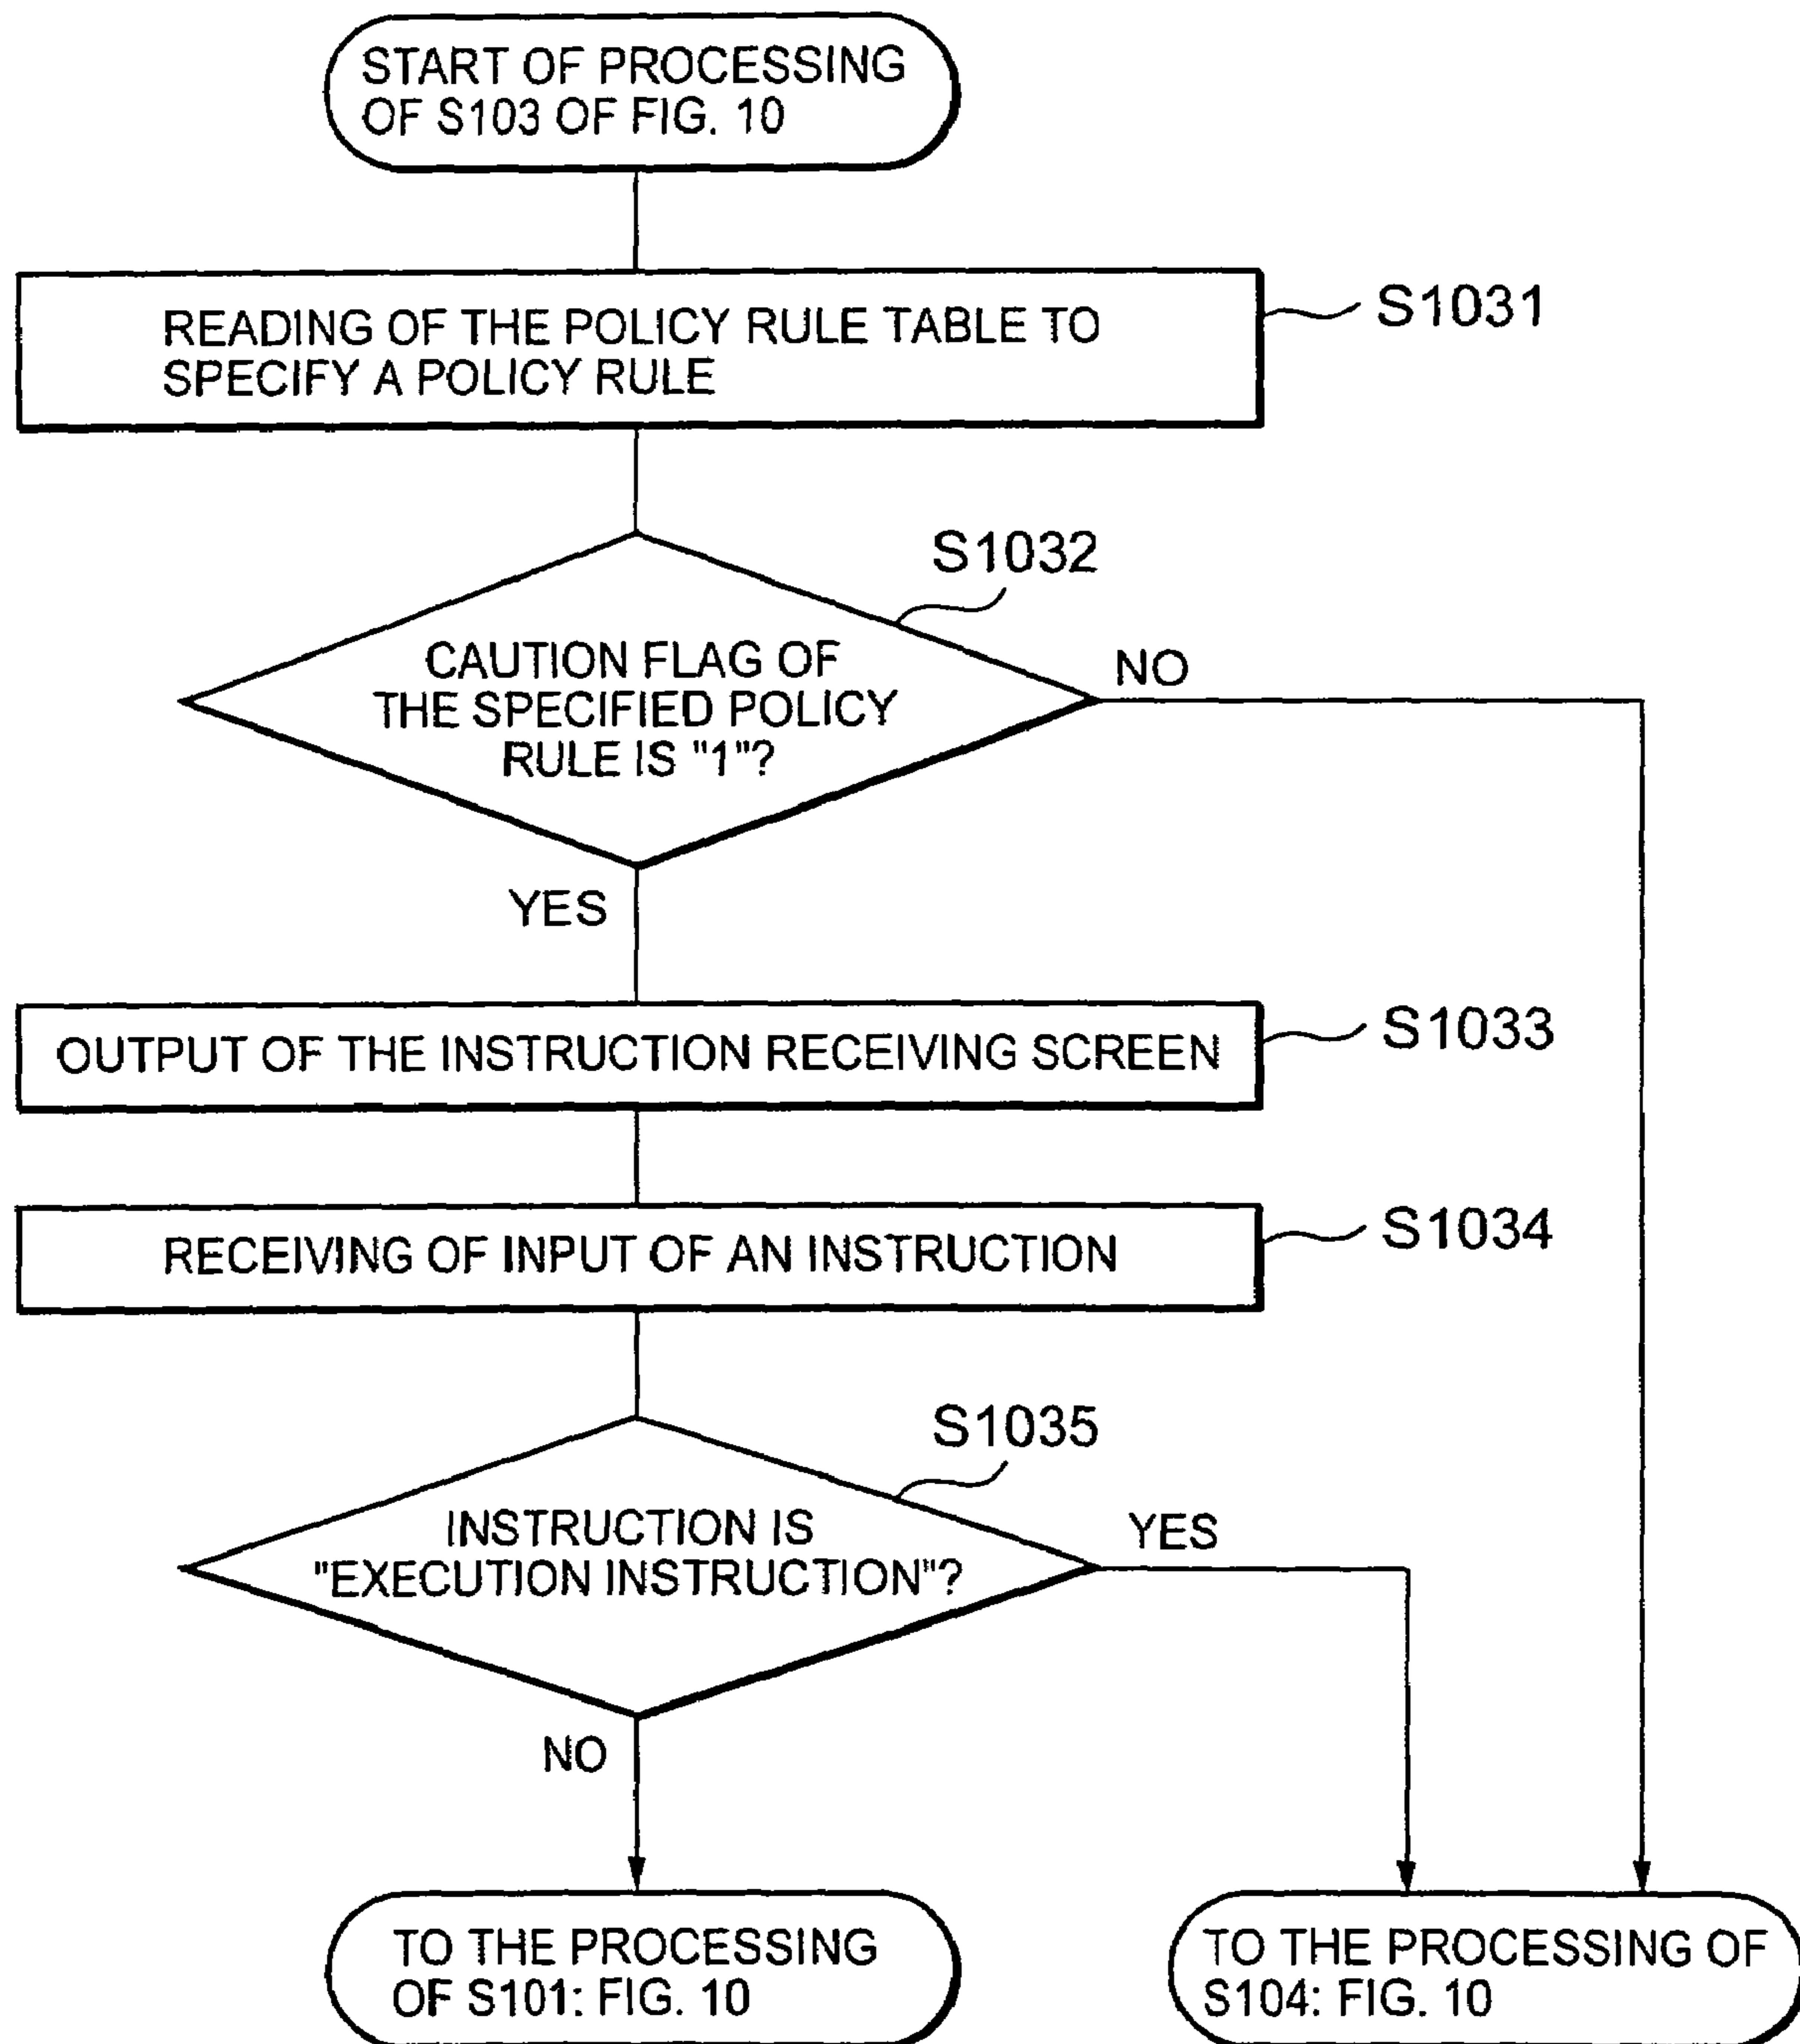 START OF PROCESSING
OF S103 OF FIG. 10
READING OF THE POLICY RULE TABLE TO
SPECIFY A POLICY RULE
S1031
S1032
CAUTION FLAG OF
THE SPECIFIED POLICY
RULE IS "1"?
NO
YES
OUTPUT OF THE INSTRUCTION RECEIVING SCREEN
S1033
RECEIVING OF INPUT OF AN INSTRUCTION
S1034
S1035
INSTRUCTION IS
"EXECUTION INSTRUCTION"?
YES
NO
TO THE PROCESSING
OF S101: FIG. 10
TO THE PROCESSING OF
S104: FIG. 10